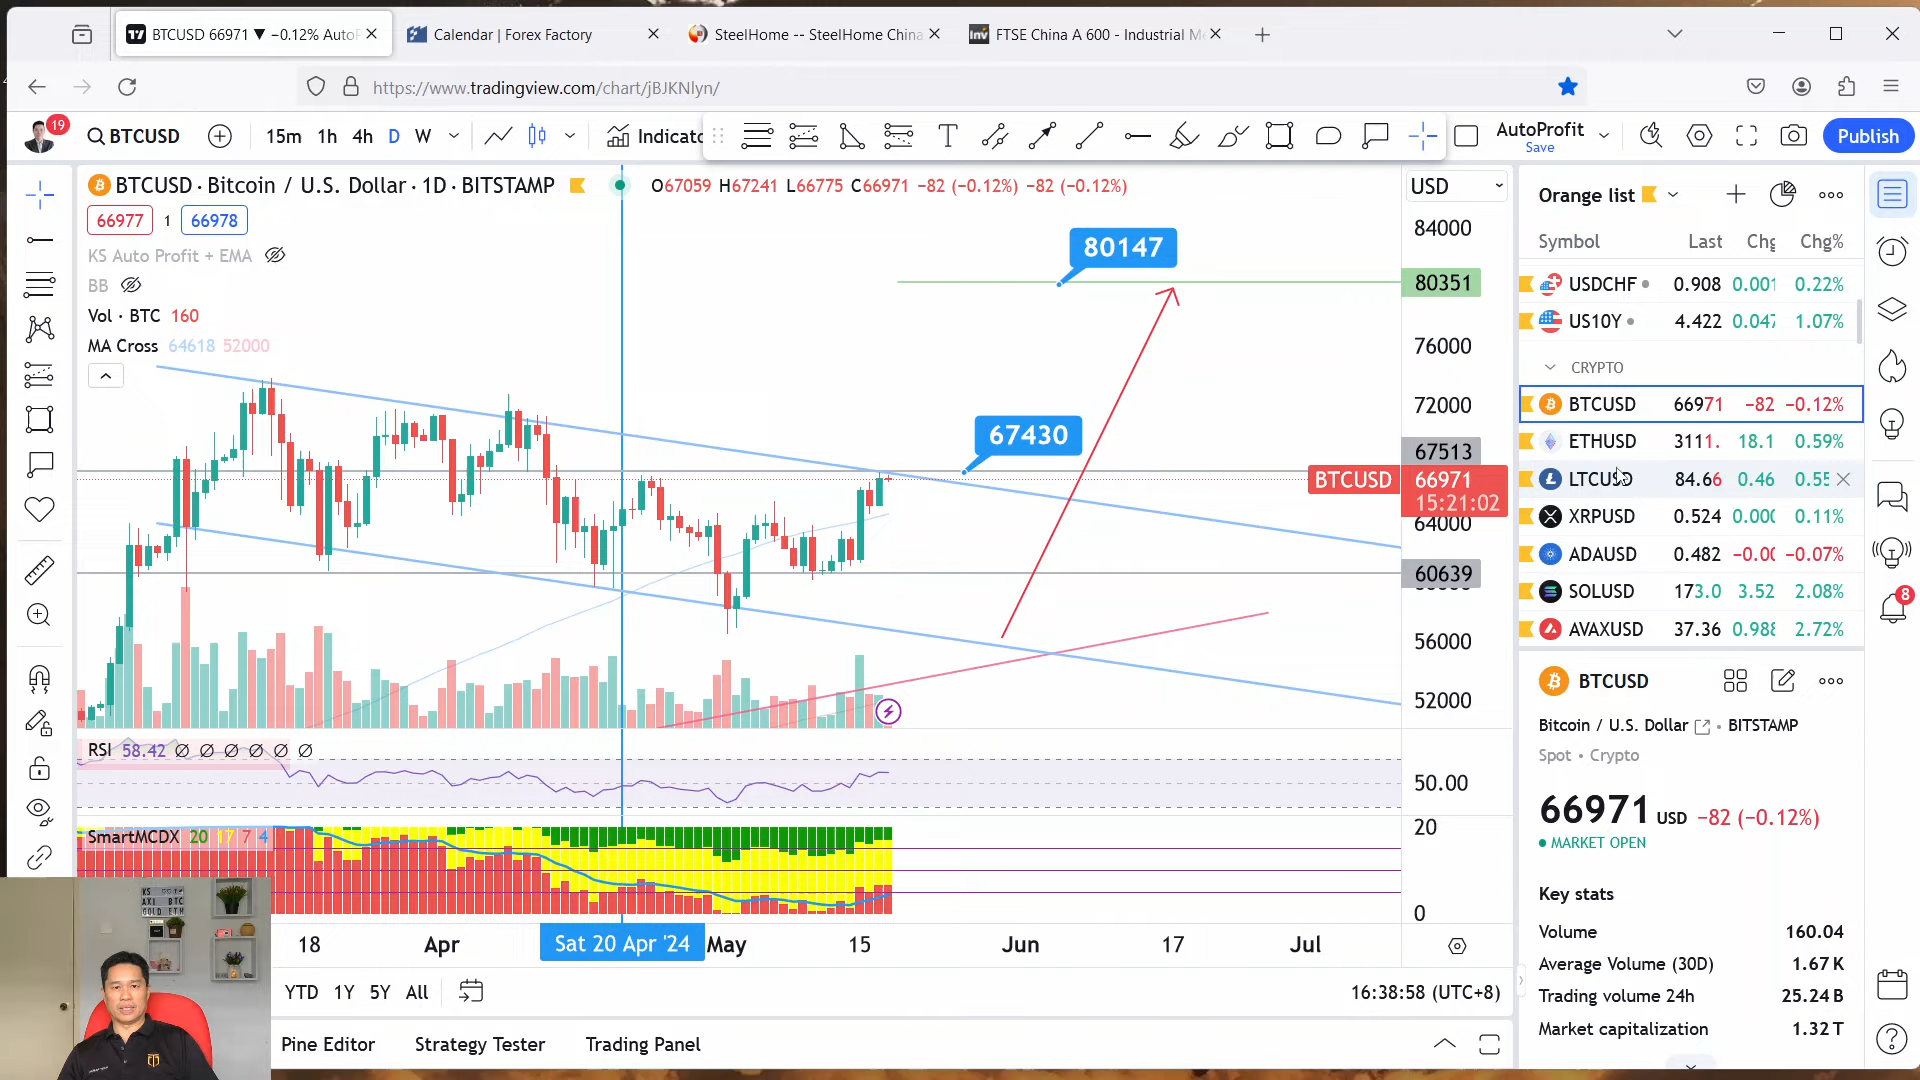 BTCUSD 66971 ▼ −0.12% AutoP
Calendar | Forex Factory
SteelHome -- SteelHome China
FTSE China A 600 - Industrial M
https://www.tradingview.com/chart/jBJKNlyn/
19
BTCUSD
15m 1h 4h D W
Indicato
AutoProfit
Save
Publish
BTCUSD · Bitcoin / U.S. Dollar · 1D · BITSTAMP
O67059 H67241 L66775 C66971 −82 (−0.12%) −82 (−0.12%)
66977 1 66978
KS Auto Profit + EMA
BB
Vol · BTC 160
MA Cross 64618 52000
USD
84000
80351
76000
72000
67513
66971
15:21:02
64000
60639
56000
52000
50.00
20
0
80147
67430
BTCUSD
RSI 58.42 ∅ ∅ ∅ ∅ ∅ ∅
SmartMCDX 20 17 7 4
18 Apr Sat 20 Apr '24 May 15 Jun 17 Jul
YTD 1Y 5Y All
16:38:58 (UTC+8)
Pine Editor Strategy Tester Trading Panel
KS
AXI BTC
GOLD ETH
Orange list
Symbol Last Chg Chg%
USDCHF 0.908 0.001 0.22%
US10Y 4.422 0.047 1.07%
CRYPTO
BTCUSD 66971 −82 −0.12%
ETHUSD 3111. 18.1 0.59%
LTCUSD 84.66 0.46 0.55
XRPUSD 0.524 0.000 0.11%
ADAUSD 0.482 −0.00 −0.07%
SOLUSD 173.0 3.52 2.08%
AVAXUSD 37.36 0.988 2.72%
BTCUSD
Bitcoin / U.S. Dollar · BITSTAMP
Spot · Crypto
66971 USD −82 (−0.12%)
MARKET OPEN
Key stats
Volume 160.04
Average Volume (30D) 1.67 K
Trading volume 24h 25.24 B
Market capitalization 1.32 T
8